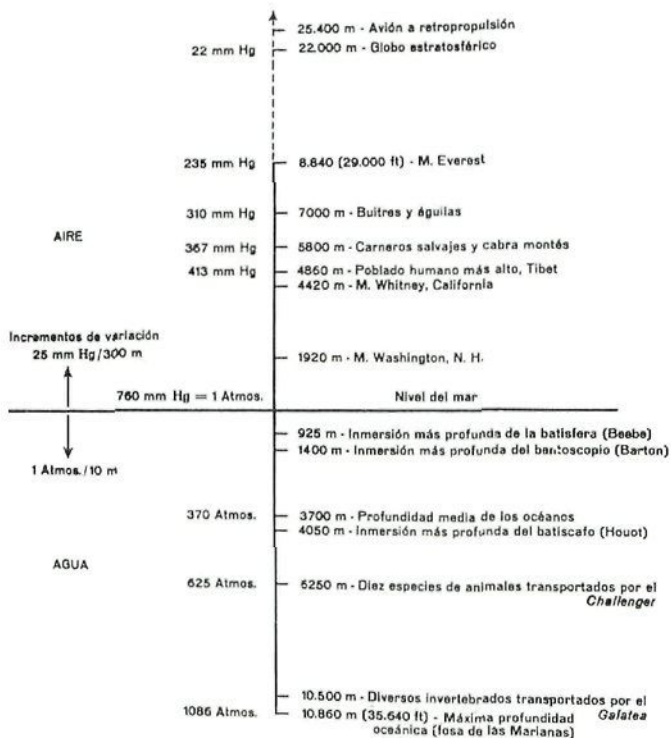 25.400 m - Avión a retropropulsión
22 mm Hg 22.000 m - Globo estratosférico
235 mm Hg 8.840 (29.000 ft) - M. Everest
310 mm Hg 7000 m - Buitres y águilas
AIRE
367 mm Hg 5800 m - Carneros salvajes y cabra montés
413 mm Hg 4860 m - Poblado humano más alto, Tibet
4420 m - M. Whitney, California
Incrementos de variación
25 mm Hg/300 m
1920 m - M. Washington, N. H.
760 mm Hg = 1 Atmos. Nivel del mar
925 m - Inmersión más profunda de la batisfera (Beebe)
1400 m - Inmersión más profunda del bentoscopio (Barton)
1 Atmos./10 m
370 Atmos. 3700 m - Profundidad media de los océanos
4050 m - Inmersión más profunda del batiscafo (Houot)
AGUA
625 Atmos. 6250 m - Diez especies de animales transportados por el
Challenger
10.500 m - Diversos invertebrados transportados por el
Galatea
1086 Atmos. 10.860 m (35.640 ft) - Máxima profundidad
oceánica (fosa de las Marianas)